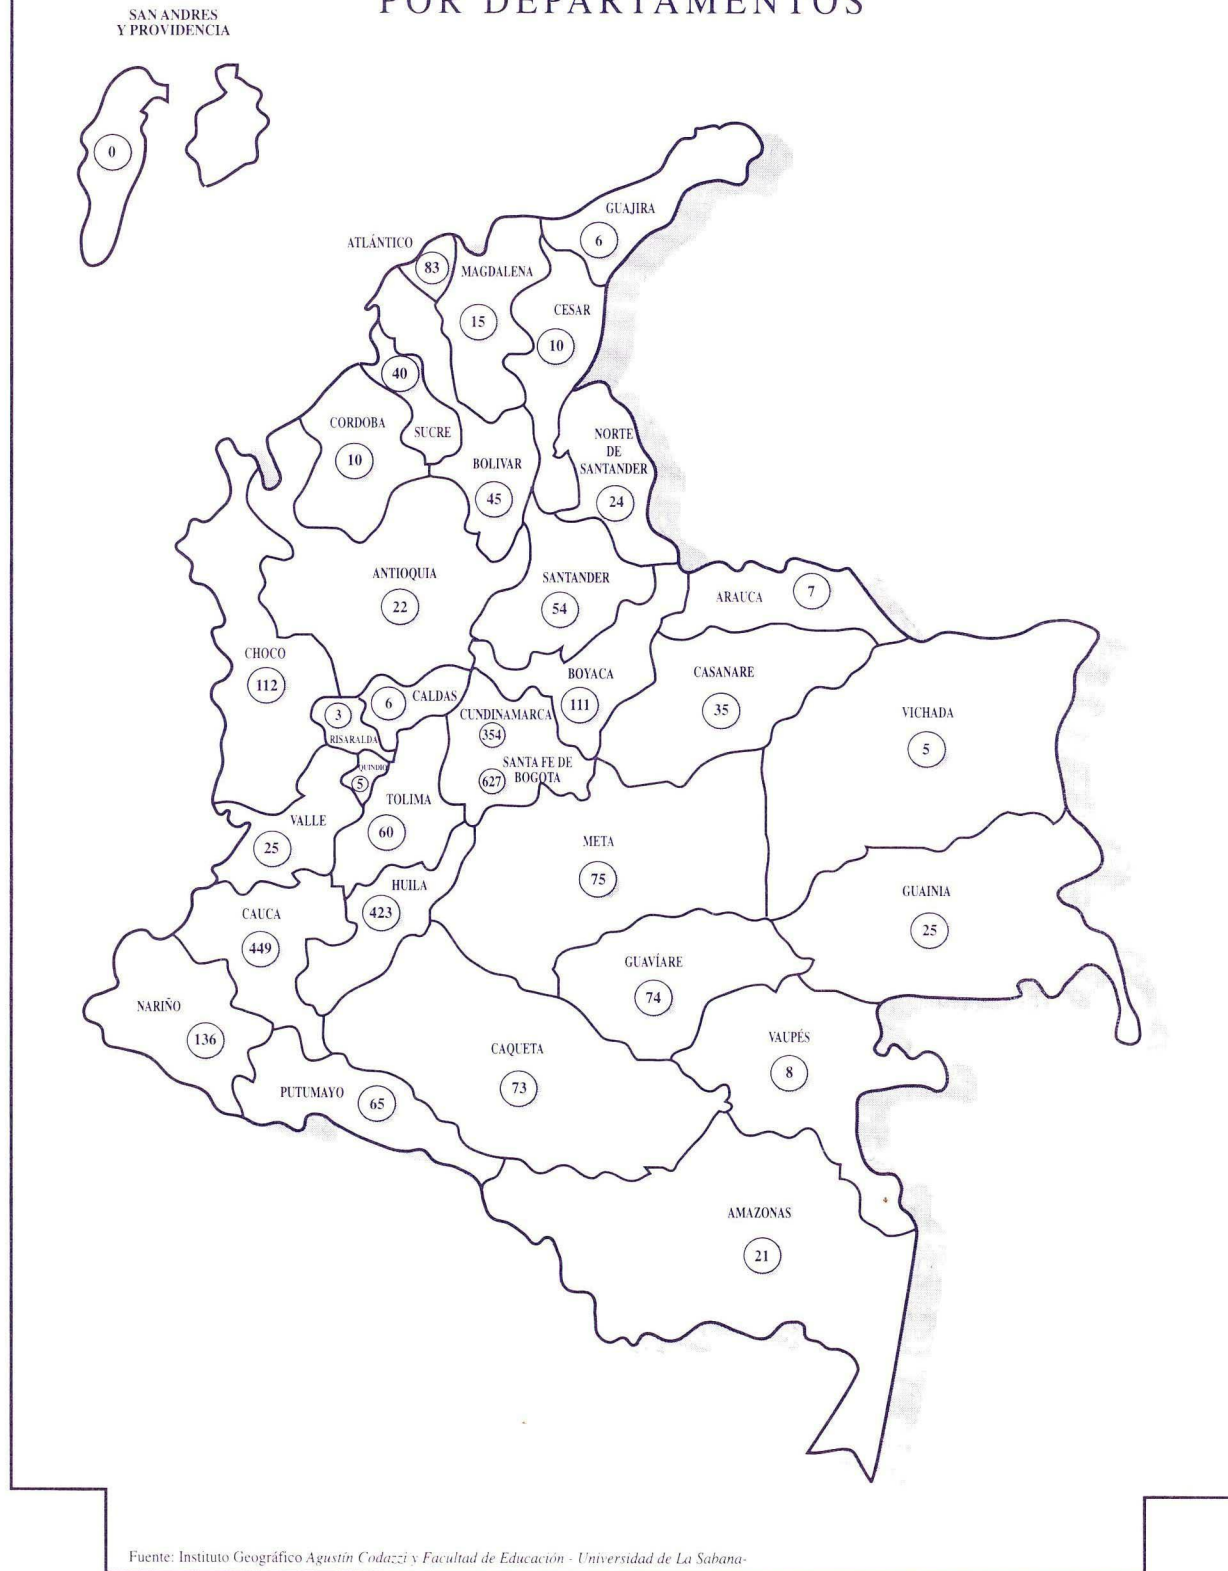 POR DEPARTAMENTOS
SAN ANDRES
Y PROVIDENCIA
0
GUAJIRA
6
ATLÁNTICO
83
MAGDALENA
15
CESAR
10
40
SUCRE
CORDOBA
10
BOLIVAR
45
NORTE
DE
SANTANDER
24
ANTIOQUIA
22
SANTANDER
54
ARAUCA
7
CHOCO
112
BOYACA
111
CASANARE
35
VICHADA
5
CALDAS
6
3
RISARALDA
CUNDINAMARCA
354
SANTA FE DE
BOGOTA
627
QUINDIO
5
TOLIMA
60
VALLE
25
META
75
HUILA
423
GUAINIA
25
CAUCA
449
GUAVÍARE
74
NARIÑO
136
VAUPÉS
8
CAQUETA
73
PUTUMAYO
65
AMAZONAS
21
Fuente: Instituto Geográfico Agustín Codazzi y Facultad de Educación - Universidad de La Sabana-